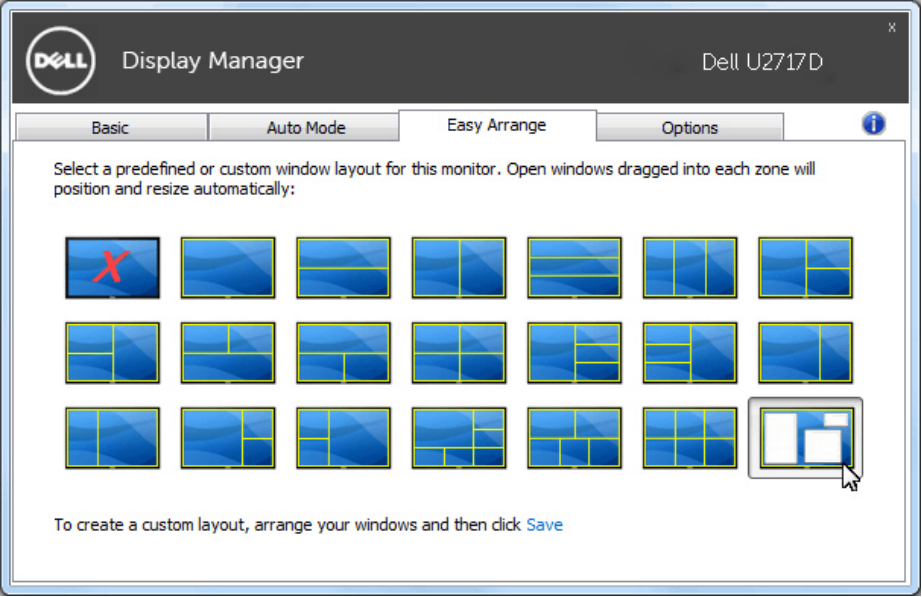 x
DELL
Display Manager
Dell U2717D
Basic
Auto Mode
Easy Arrange
Options
i
Select a predefined or custom window layout for this monitor. Open windows dragged into each zone will
position and resize automatically:
X
To create a custom layout, arrange your windows and then click Save